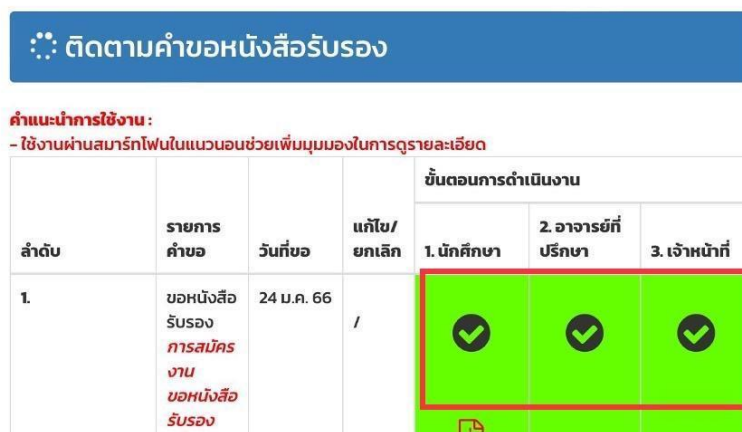 ติดตามคำขอหนังสือรับรอง
คำแนะนำการใช้งาน :
- ใช้งานผ่านสมาร์ทโฟนในแนวนอนช่วยเพิ่มมุมมองในการดูรายละเอียด
ขั้นตอนการดำเนินงาน
ลำดับ
รายการ
คำขอ
วันที่ขอ
แก้ไข/
ยกเลิก
1. นักศึกษา
2. อาจารย์ที่
ปรึกษา
3. เจ้าหน้าที่
1.
ขอหนังสือ
รับรอง
การสมัคร
งาน
ขอหนังสือ
รับรอง
24 ม.ค. 66
/